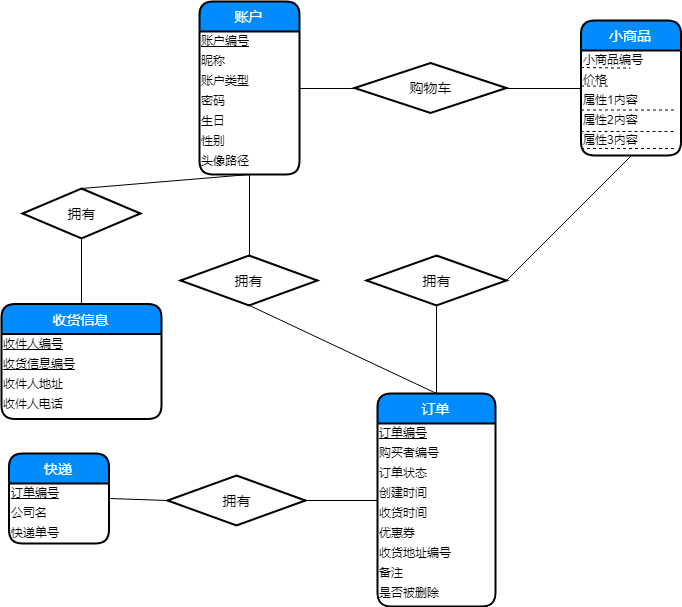 账户
账户编号
昵称
账户类型
密码
生日
性别
头像路径
购物车
小商品
小商品编号
价格
属性1内容
属性2内容
属性3内容
拥有
拥有
拥有
收货信息
收件人编号
收货信息编号
收件人地址
收件人电话
快递
订单编号
公司名
快递单号
拥有
订单
订单编号
购买者编号
订单状态
创建时间
收货时间
优惠券
收货地址编号
备注
是否被删除